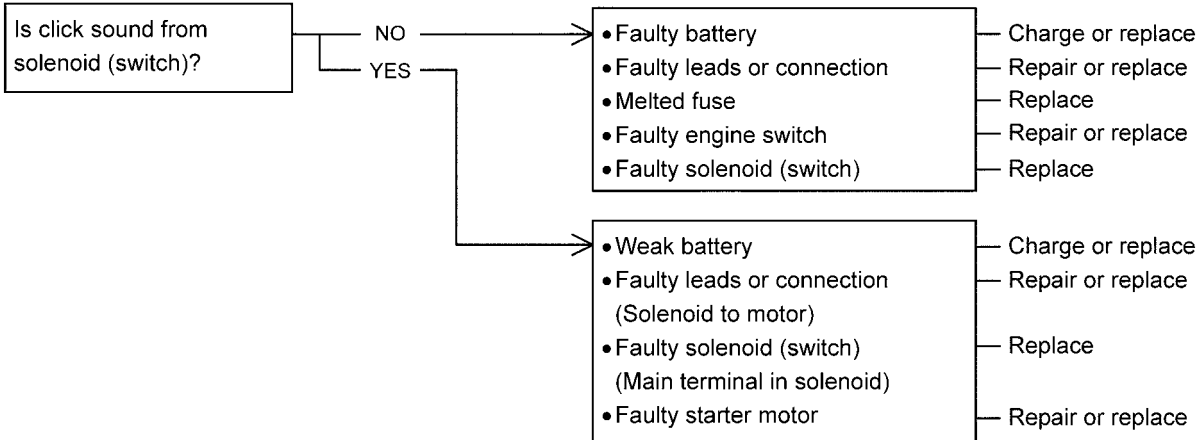 Is click sound from
solenoid (switch)?
NO
YES
• Faulty battery — Charge or replace
• Faulty leads or connection — Repair or replace
• Melted fuse — Replace
• Faulty engine switch — Repair or replace
• Faulty solenoid (switch) — Replace
• Weak battery — Charge or replace
• Faulty leads or connection — Repair or replace
(Solenoid to motor)
• Faulty solenoid (switch) — Replace
(Main terminal in solenoid)
• Faulty starter motor — Repair or replace